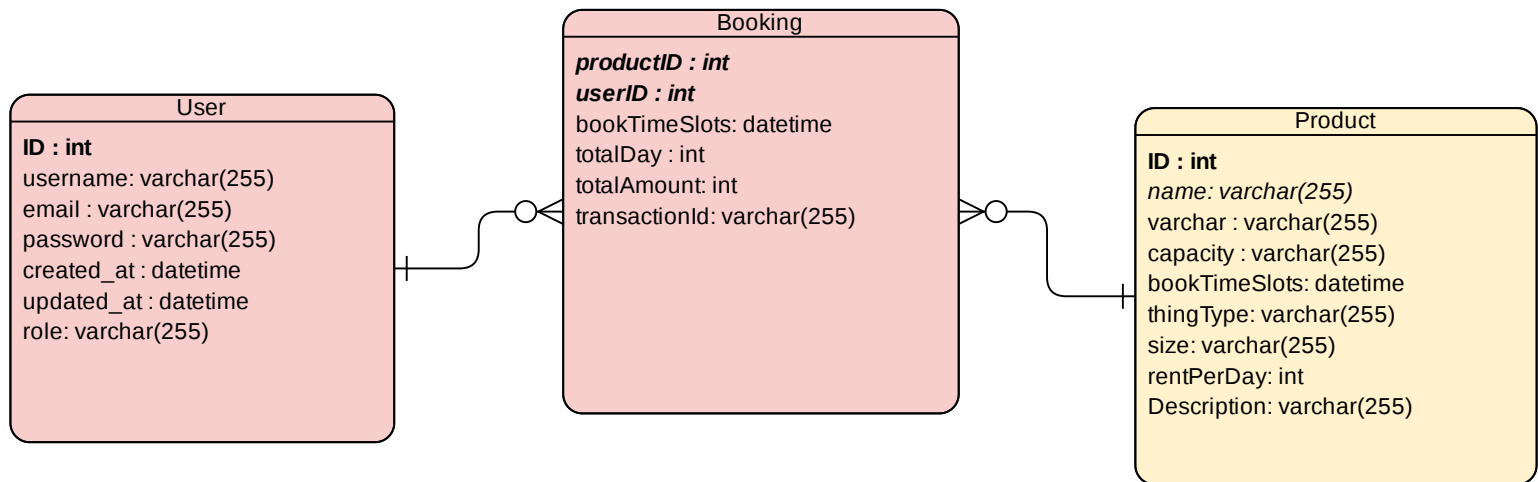 User
ID : int
username: varchar(255)
email : varchar(255)
password : varchar(255)
created_at : datetime
updated_at : datetime
role: varchar(255)
Booking
productID : int
userID : int
bookTimeSlots: datetime
totalDay : int
totalAmount: int
transactionId: varchar(255)
Product
ID : int
name: varchar(255)
varchar : varchar(255)
capacity : varchar(255)
bookTimeSlots: datetime
thingType: varchar(255)
size: varchar(255)
rentPerDay: int
Description: varchar(255)